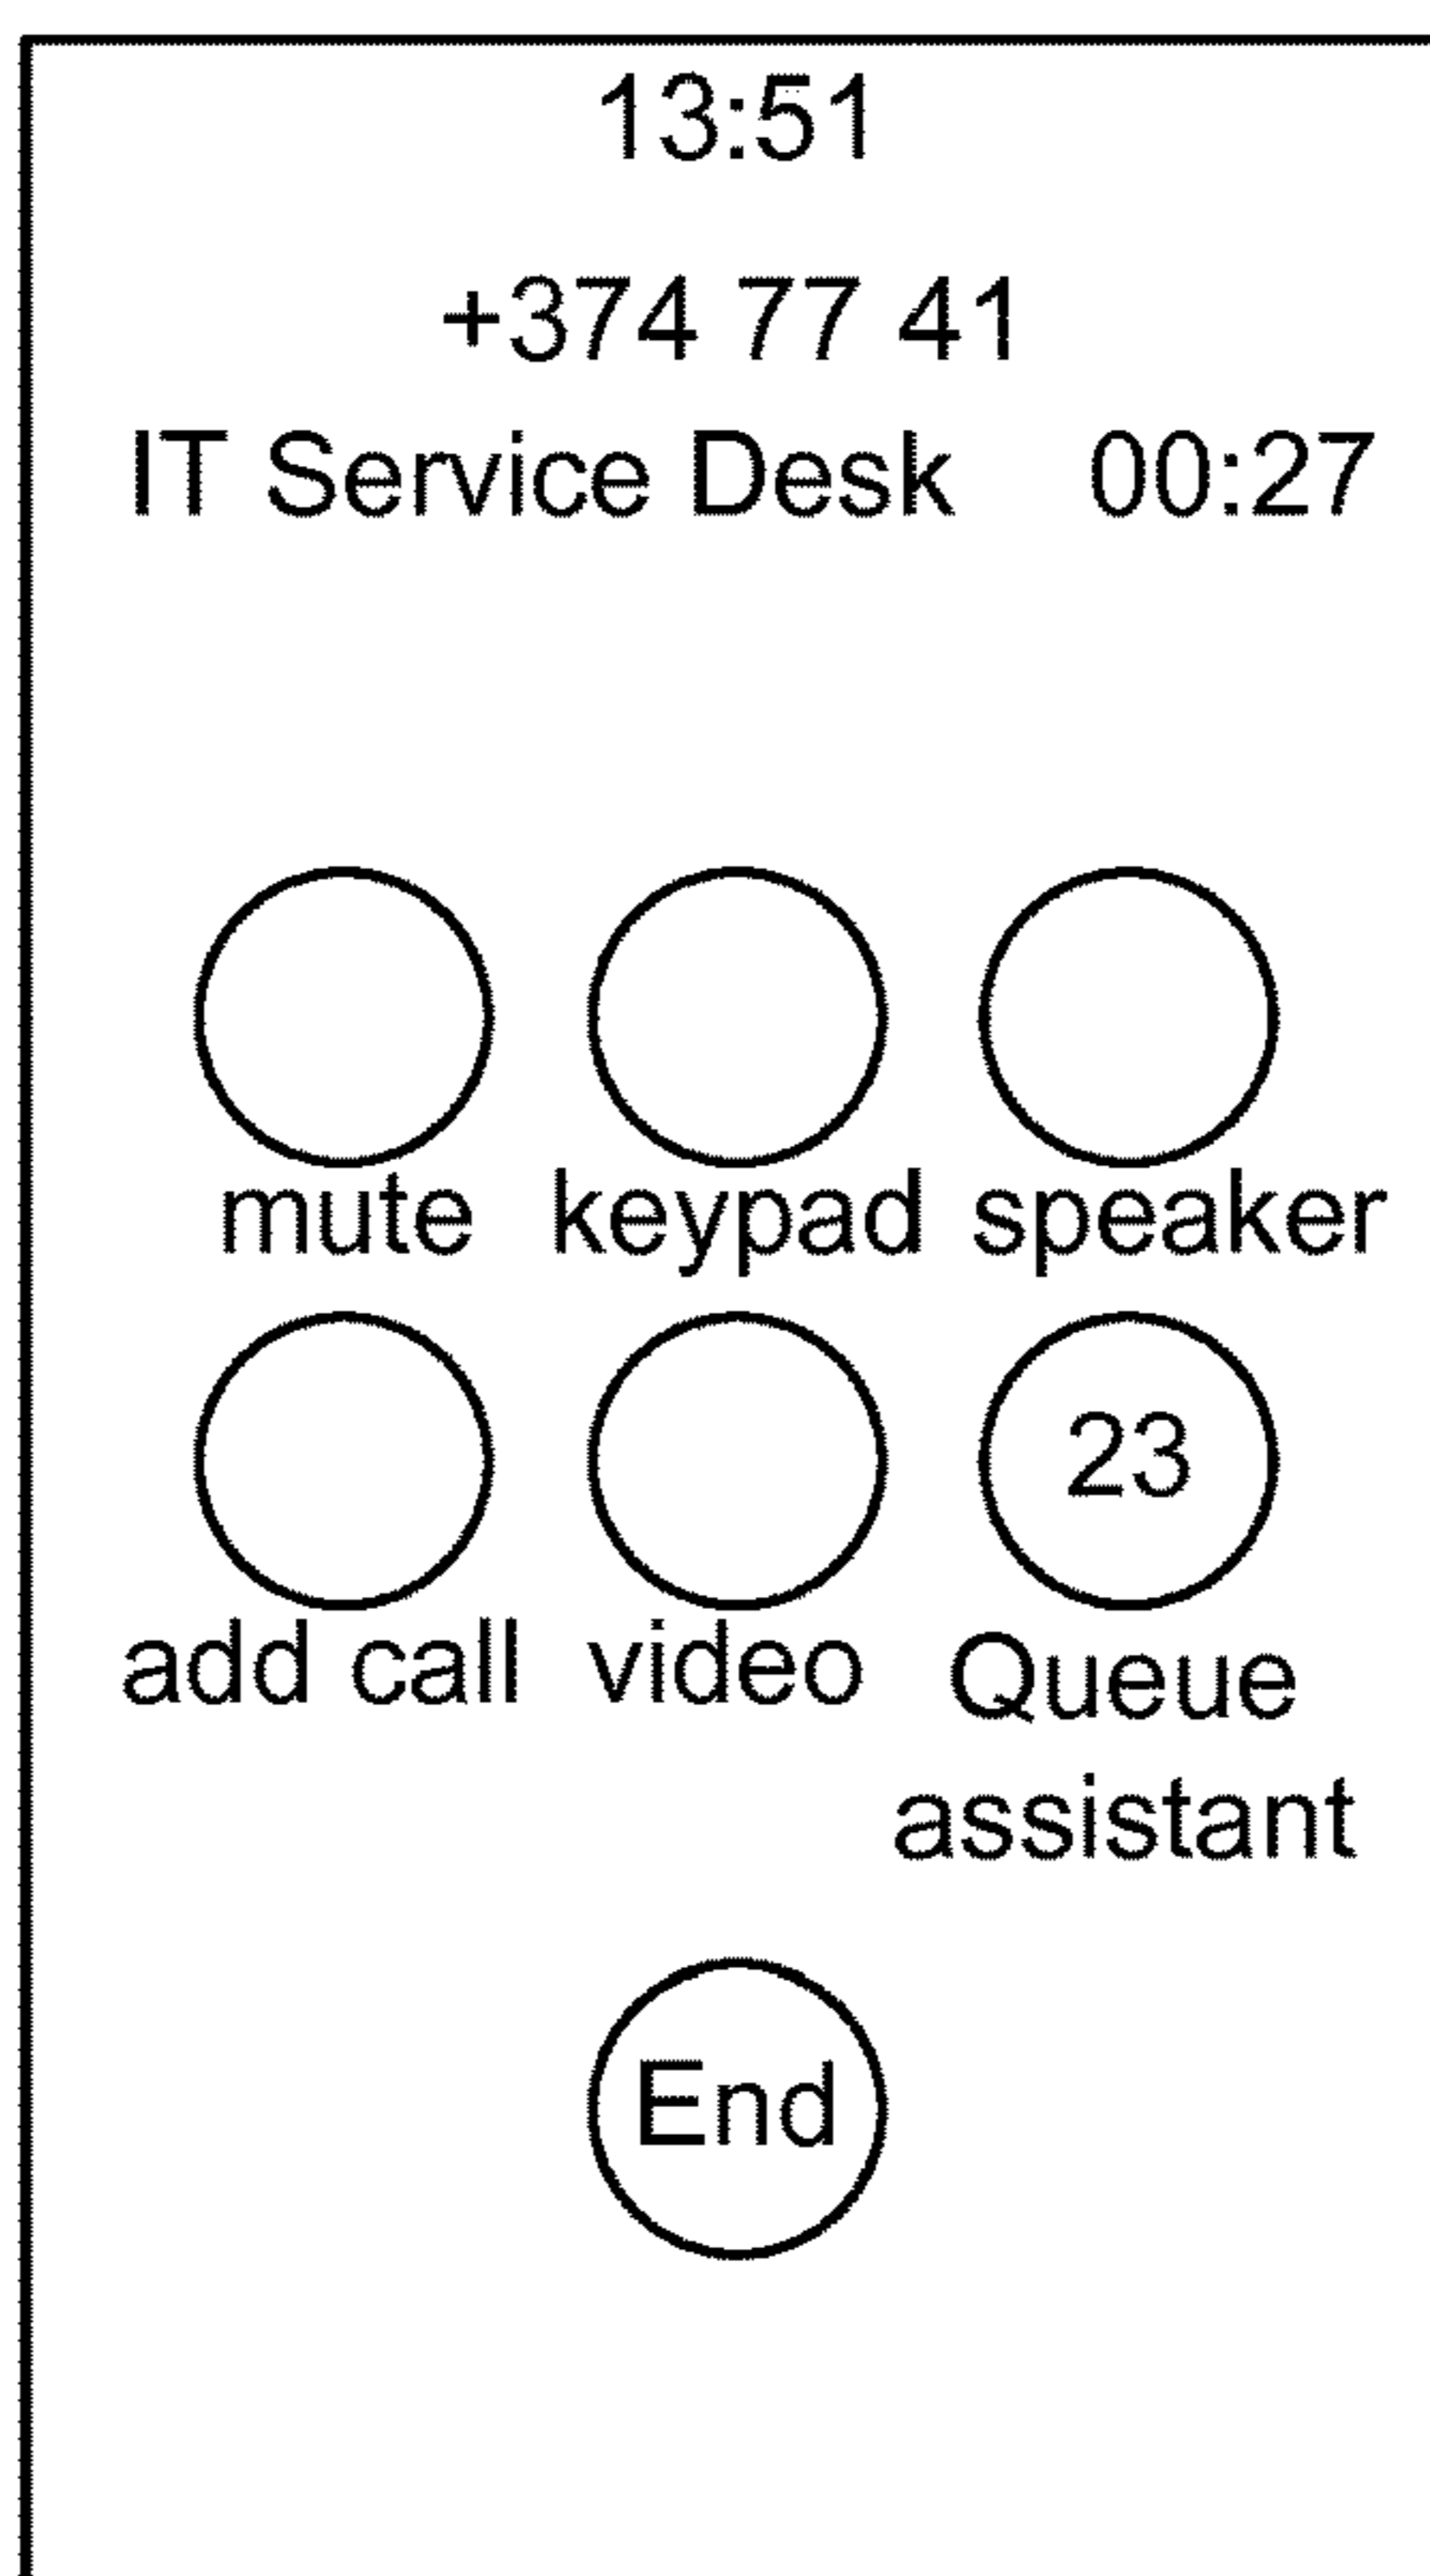 13:51
+374 77 41
IT Service Desk 00:27
mute keypad speaker
23
add call video Queue
assistant
End